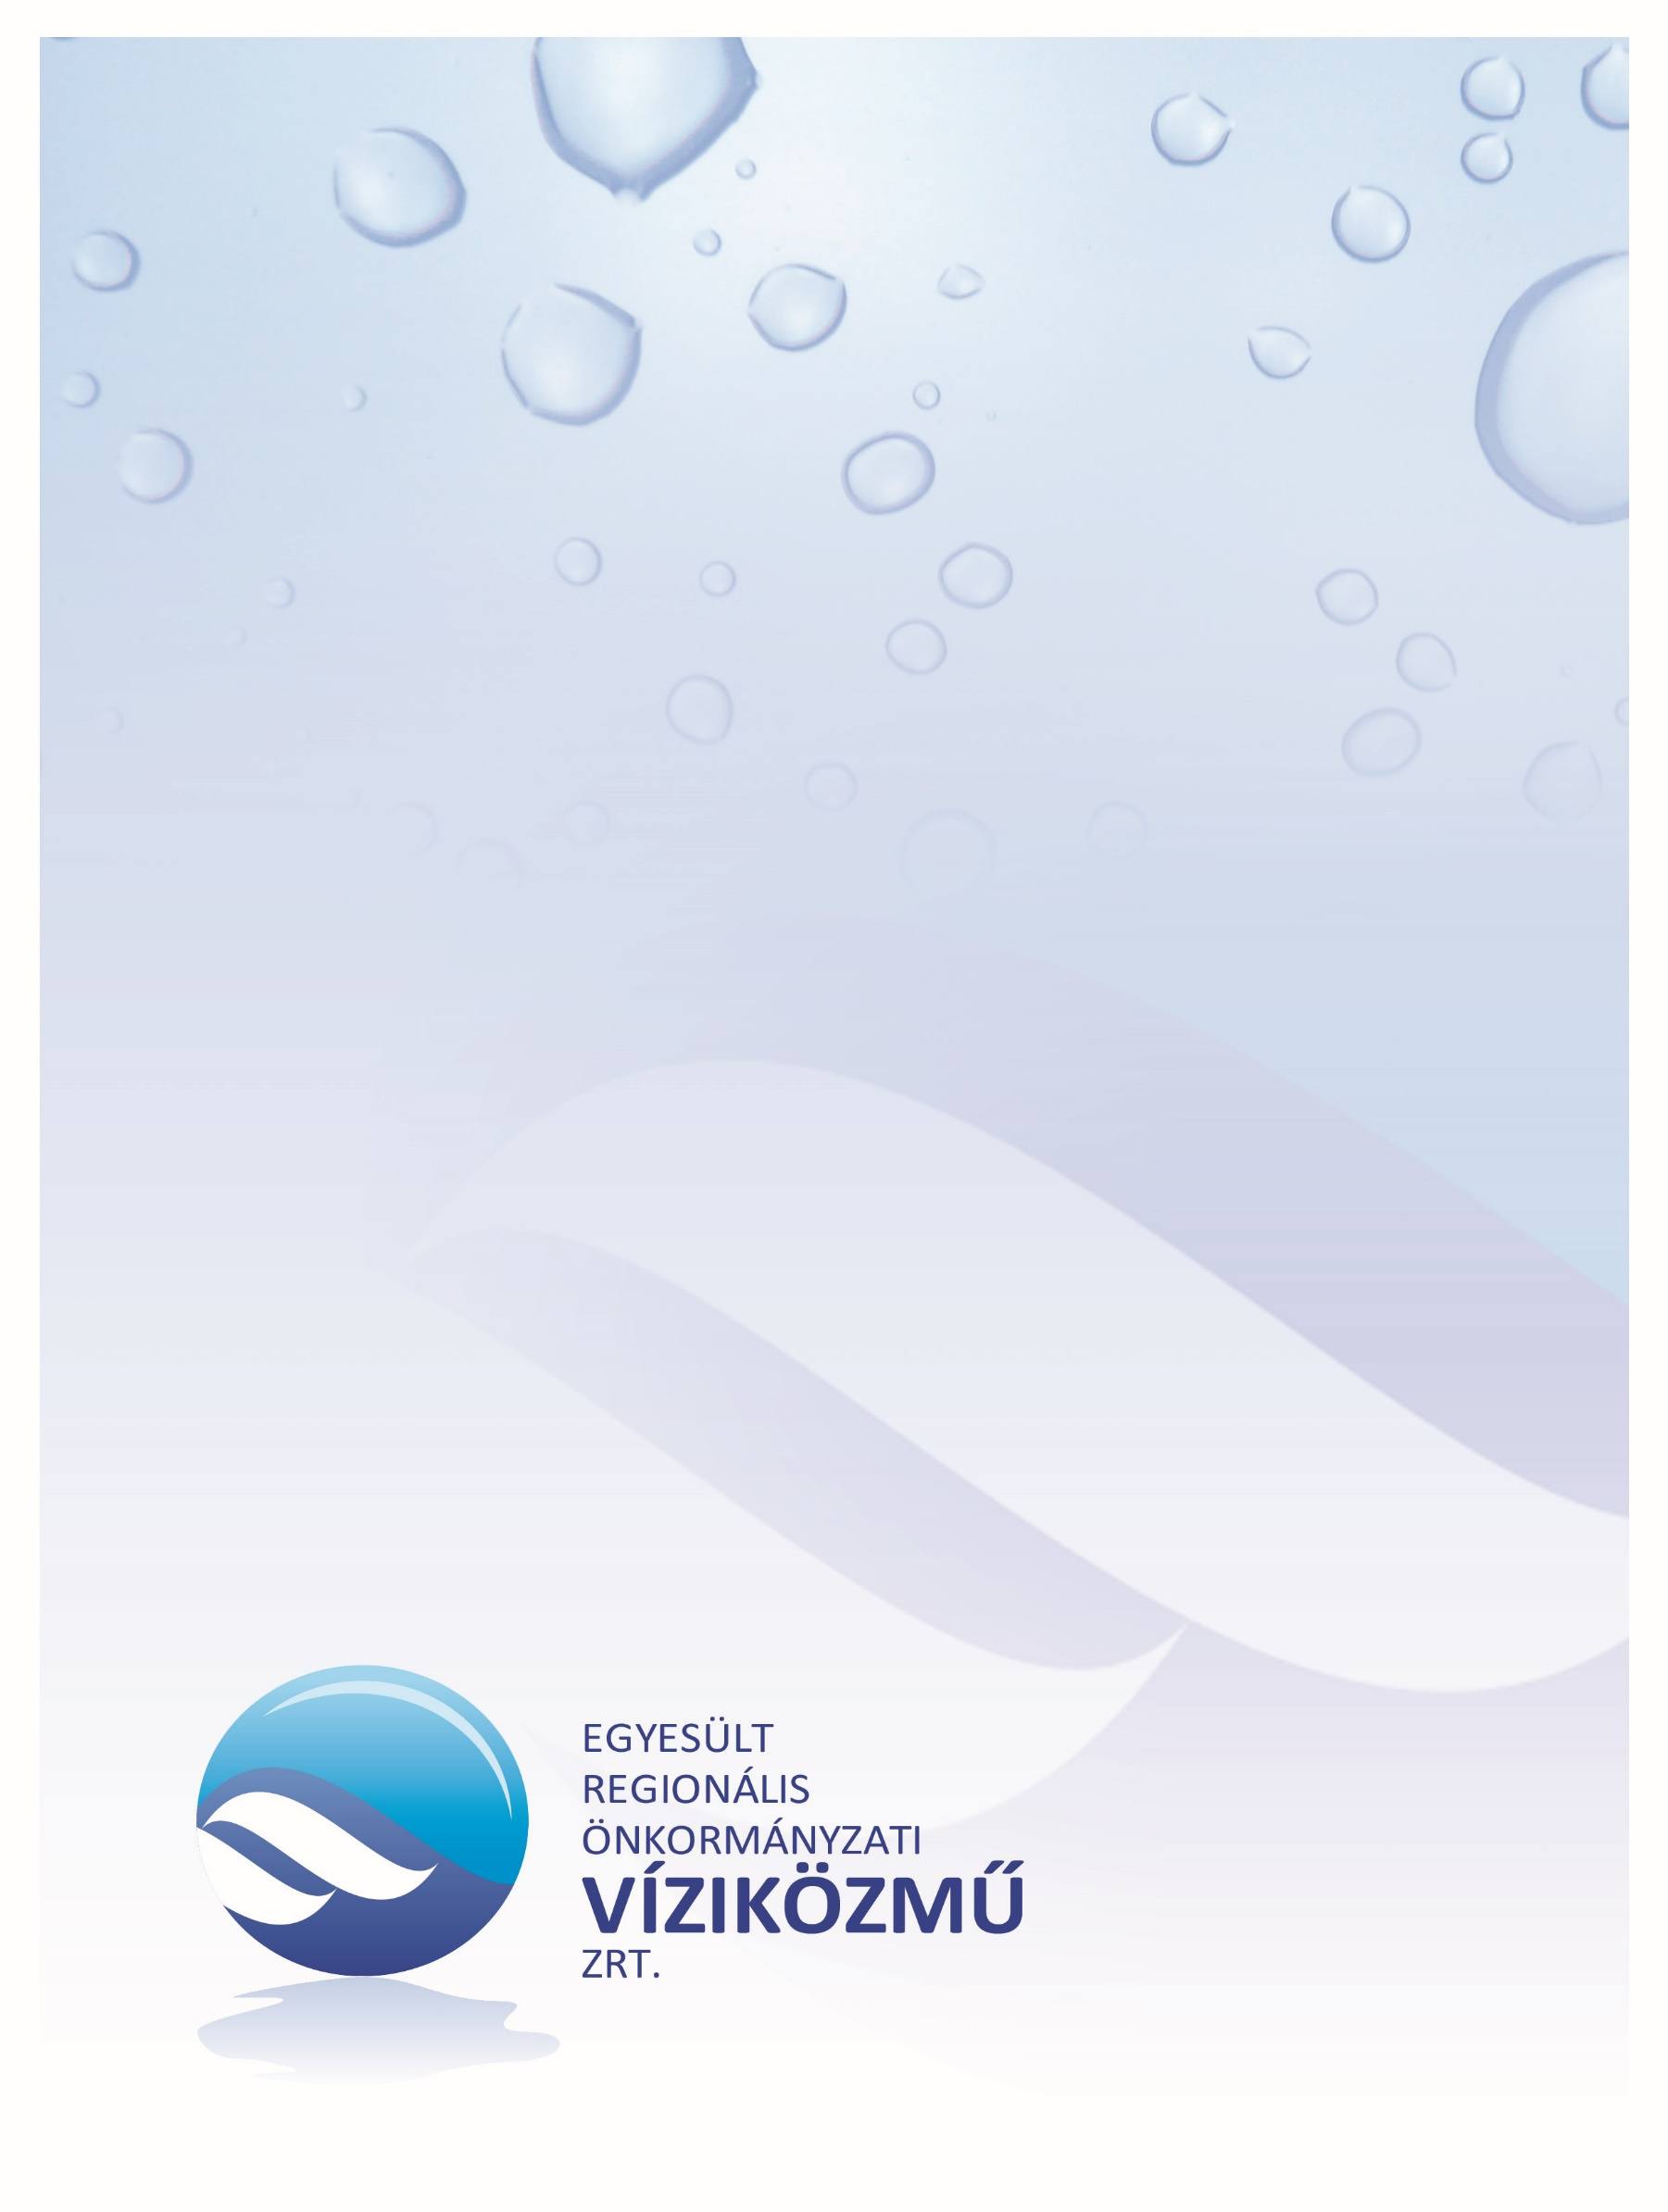 EGYESÜLT
REGIONÁLIS
ÖNKORMÁNYZATI
VÍZIKÖZMŰ
ZRT.